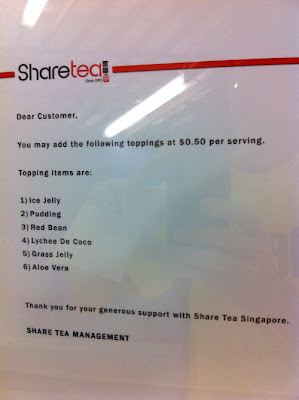 Sharetea
Since 1992
Dear Customer,
You may add the following toppings at $0.50 per serving.
Topping items are:
1) Ice Jelly
2) Pudding
3) Red Bean
4) Lychee De Coco
5) Grass Jelly
6) Aloe Vera
Thank you for your generous support with Share Tea Singapore.
SHARE TEA MANAGEMENT